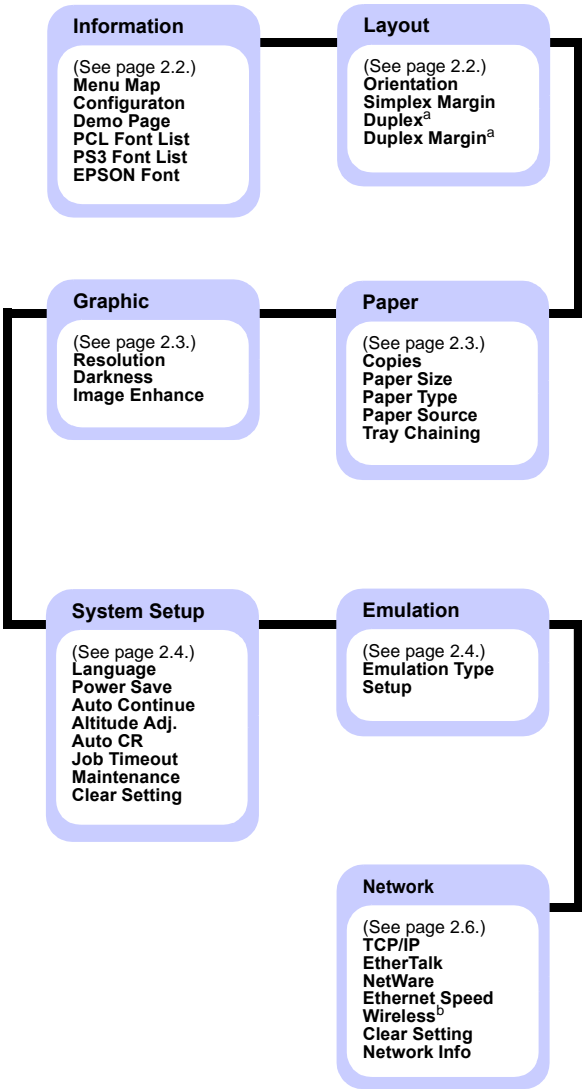 Information
(See page 2.2.)
Menu Map
Configuraton
Demo Page
PCL Font List
PS3 Font List
EPSON Font
Layout
(See page 2.2.)
Orientation
Simplex Margin
Duplexa
Duplex Margina
Graphic
(See page 2.3.)
Resolution
Darkness
Image Enhance
Paper
(See page 2.3.)
Copies
Paper Size
Paper Type
Paper Source
Tray Chaining
System Setup
(See page 2.4.)
Language
Power Save
Auto Continue
Altitude Adj.
Auto CR
Job Timeout
Maintenance
Clear Setting
Emulation
(See page 2.4.)
Emulation Type
Setup
Network
(See page 2.6.)
TCP/IP
EtherTalk
NetWare
Ethernet Speed
Wirelessb
Clear Setting
Network Info